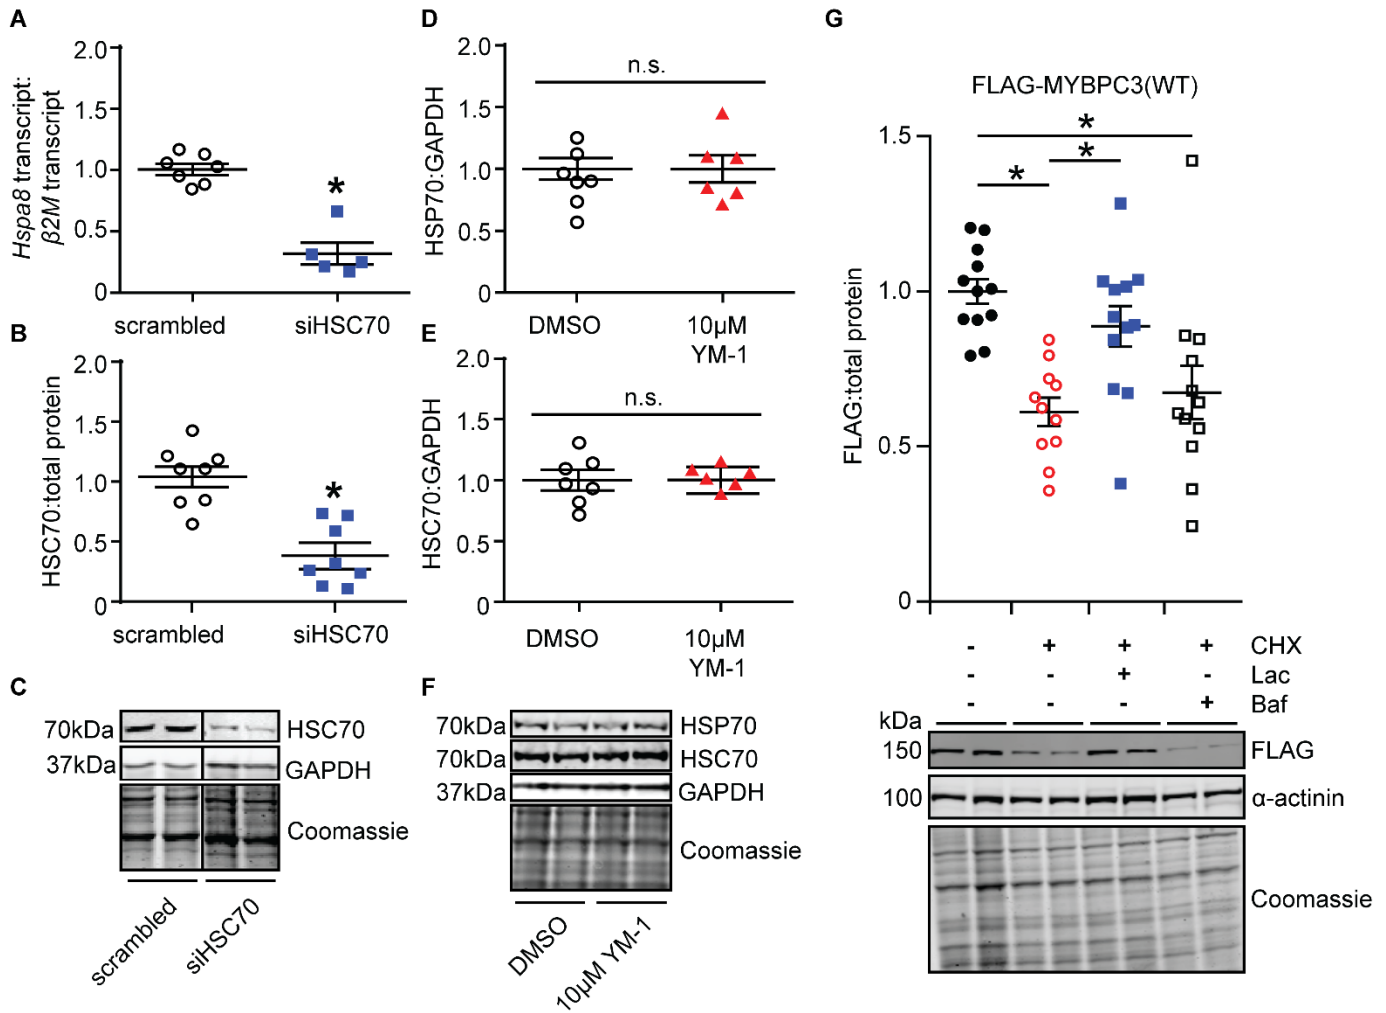 A
2.0
1.5
1.0
0.5
0
Hspa8 transcript:
β2M transcript
*
scrambled
siHSC70
B
2.0
1.5
1.0
0.5
0
HSC70:total protein
*
scrambled
siHSC70
C
70kDa
HSC70
37kDa
GAPDH
Coomassie
scrambled
siHSC70
D
2.0
1.5
1.0
0.5
0
HSP70:GAPDH
n.s.
DMSO
10µM
YM-1
E
2.0
1.5
1.0
0.5
0
HSC70:GAPDH
n.s.
DMSO
10µM
YM-1
F
70kDa
HSP70
70kDa
HSC70
37kDa
GAPDH
Coomassie
DMSO
10µM YM-1
G
FLAG-MYBPC3(WT)
1.5
1.0
0.5
0
FLAG:total protein
*
* *
- + + + CHX
- - + - Lac
- - - + Baf
kDa
150
FLAG
100
α-actinin
Coomassie